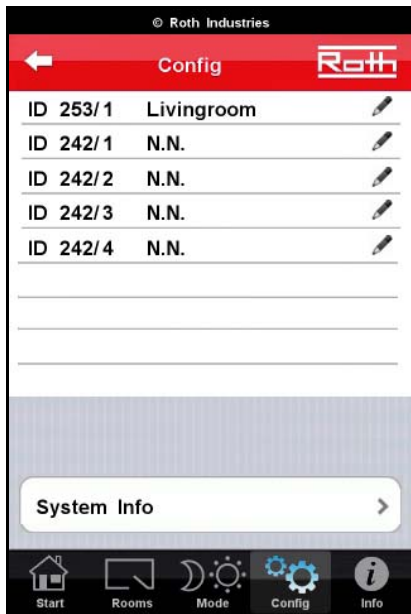 © Roth Industries
Config
Roth
ID 253/1 Livingroom
ID 242/1 N.N.
ID 242/2 N.N.
ID 242/3 N.N.
ID 242/4 N.N.
System Info
Start Rooms Mode Config Info